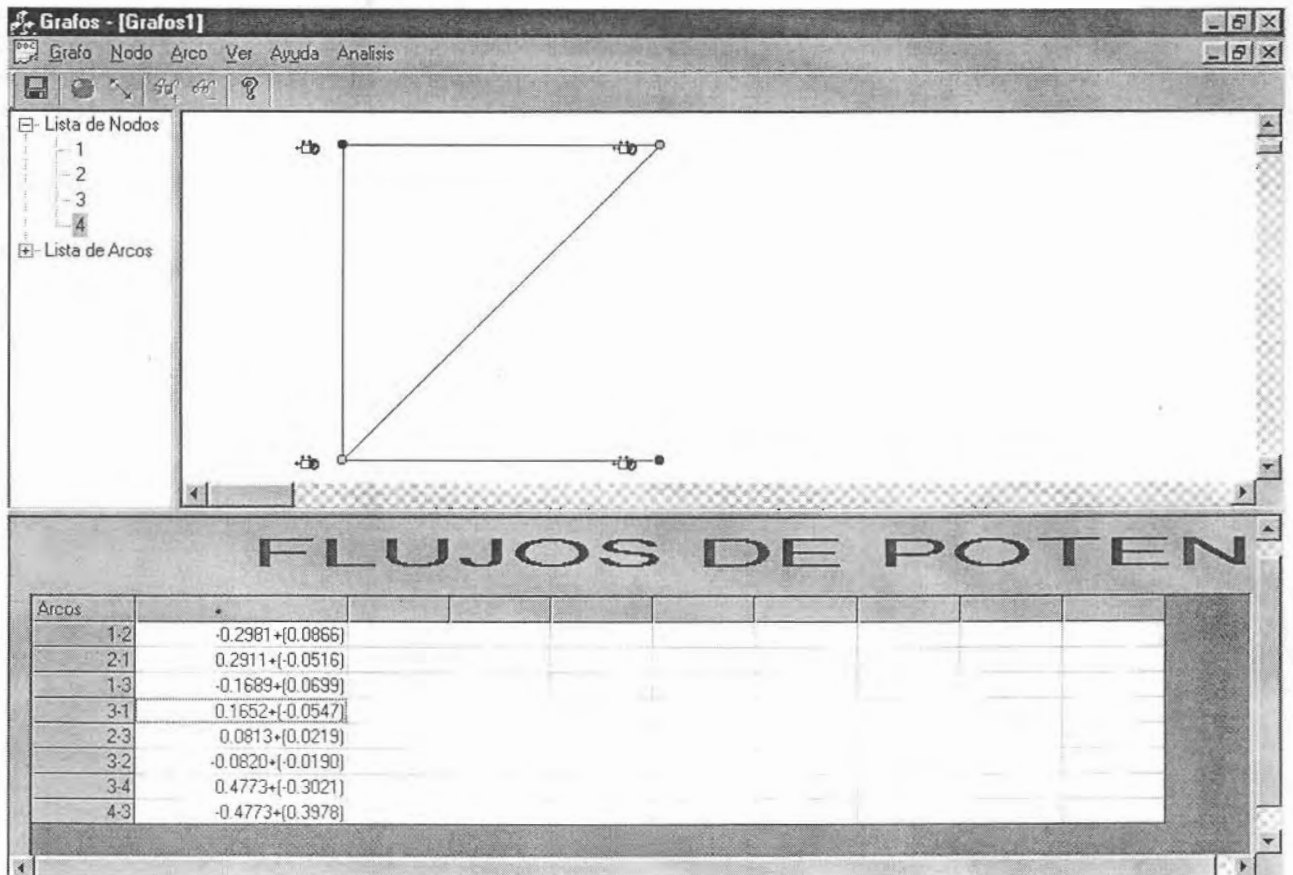 Grafos - [Grafos1]
Grafo Nodo Arco Ver Ayuda Analisis
Lista de Nodos
1
2
3
4
Lista de Arcos
FLUJOS DE POTEN
Arcos
1-2 -0.2981+(0.0866)
2-1 0.2911+(-0.0516)
1-3 -0.1689+(0.0699)
3-1 0.1652+(-0.0547)
2-3 0.0813+(0.0219)
3-2 -0.0820+(-0.0190)
3-4 0.4773+(-0.3021)
4-3 -0.4773+(0.3978)